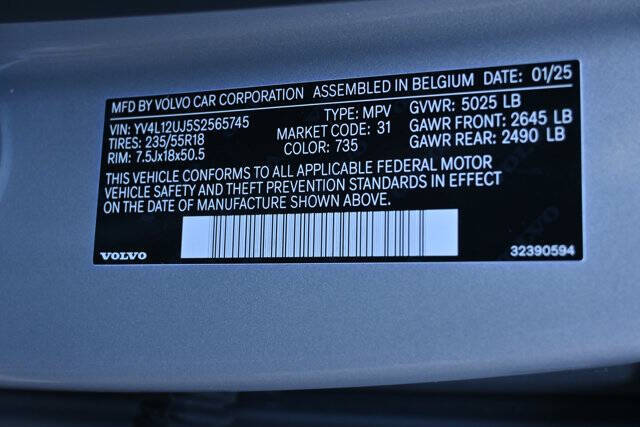 MFD BY VOLVO CAR CORPORATION ASSEMBLED IN BELGIUM DATE: 01/25
VIN: YV4L12UJ5S2565745 TYPE: MPV GVWR: 5025 LB
TIRES: 235/55R18 MARKET CODE: 31 GAWR FRONT: 2645 LB
RIM: 7.5Jx18x50.5 COLOR: 735 GAWR REAR: 2490 LB
THIS VEHICLE CONFORMS TO ALL APPLICABLE FEDERAL MOTOR
VEHICLE SAFETY AND THEFT PREVENTION STANDARDS IN EFFECT
ON THE DATE OF MANUFACTURE SHOWN ABOVE.
VOLVO 32390594